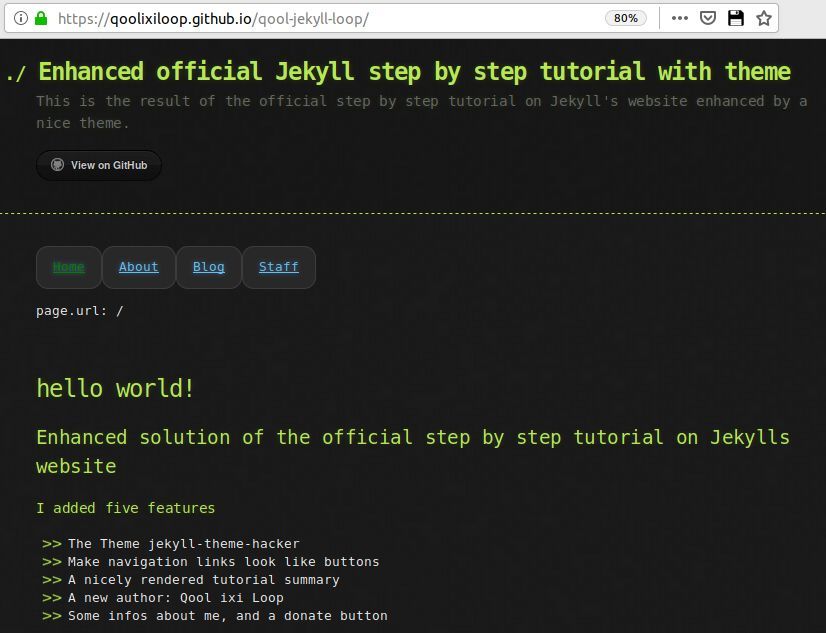 https://qoolixiloop.github.io/qool-jekyll-loop/
80%
./ Enhanced official Jekyll step by step tutorial with theme
This is the result of the official step by step tutorial on Jekyll's website enhanced by a
nice theme.
View on GitHub
Home About Blog Staff
page.url: /
hello world!
Enhanced solution of the official step by step tutorial on Jekylls
website
I added five features
>> The Theme jekyll-theme-hacker
>> Make navigation links look like buttons
>> A nicely rendered tutorial summary
>> A new author: Qool ixi Loop
>> Some infos about me, and a donate button